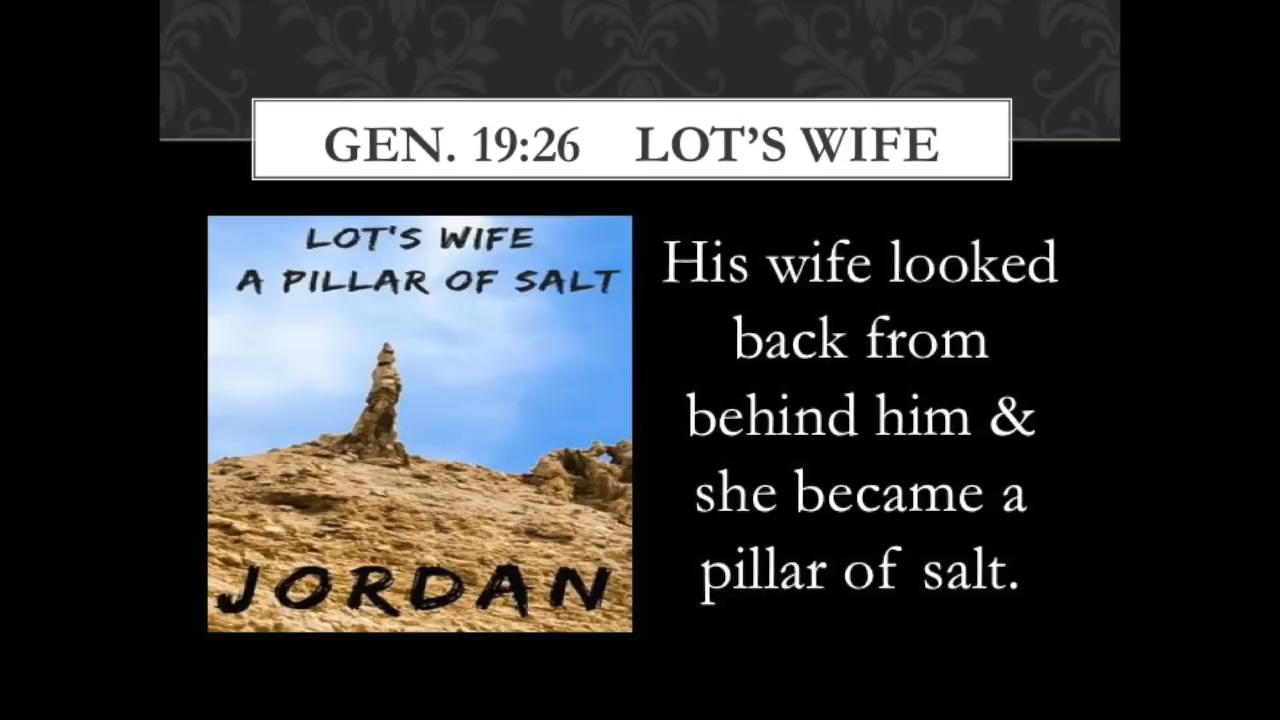 GEN. 19:26 LOT'S WIFE
LOT'S WIFE
A PILLAR OF SALT
JORDAN
His wife looked
back from
behind him &
she became a
pillar of salt.